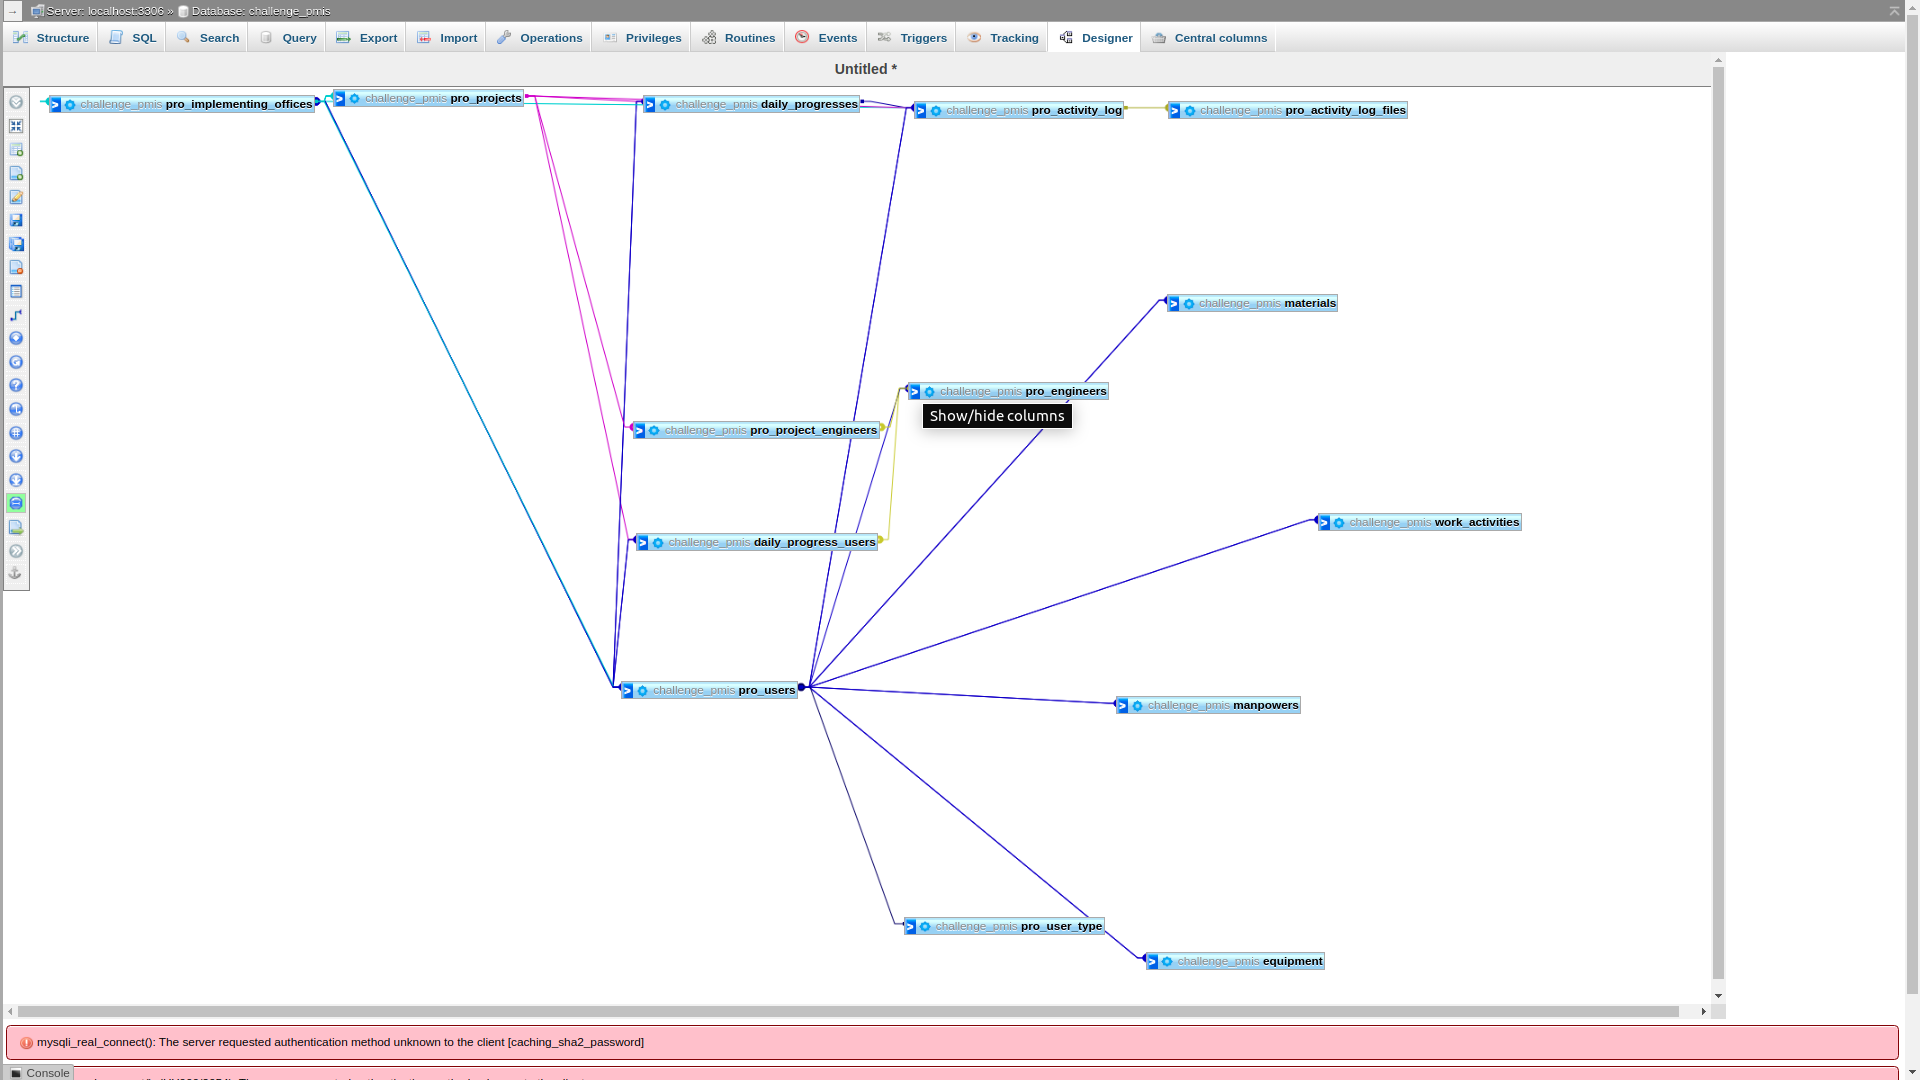 Server: localhost:3306 » Database: challenge_pmis
Structure SQL Search Query Export Import Operations Privileges Routines Events Triggers Tracking Designer Central columns
Untitled *
challenge_pmis pro_implementing_offices
challenge_pmis pro_projects
challenge_pmis daily_progresses
challenge_pmis pro_activity_log
challenge_pmis pro_activity_log_files
challenge_pmis materials
challenge_pmis pro_engineers
Show/hide columns
challenge_pmis pro_project_engineers
challenge_pmis work_activities
challenge_pmis daily_progress_users
challenge_pmis pro_users
challenge_pmis manpowers
challenge_pmis pro_user_type
challenge_pmis equipment
mysqli_real_connect(): The server requested authentication method unknown to the client [caching_sha2_password]
Console